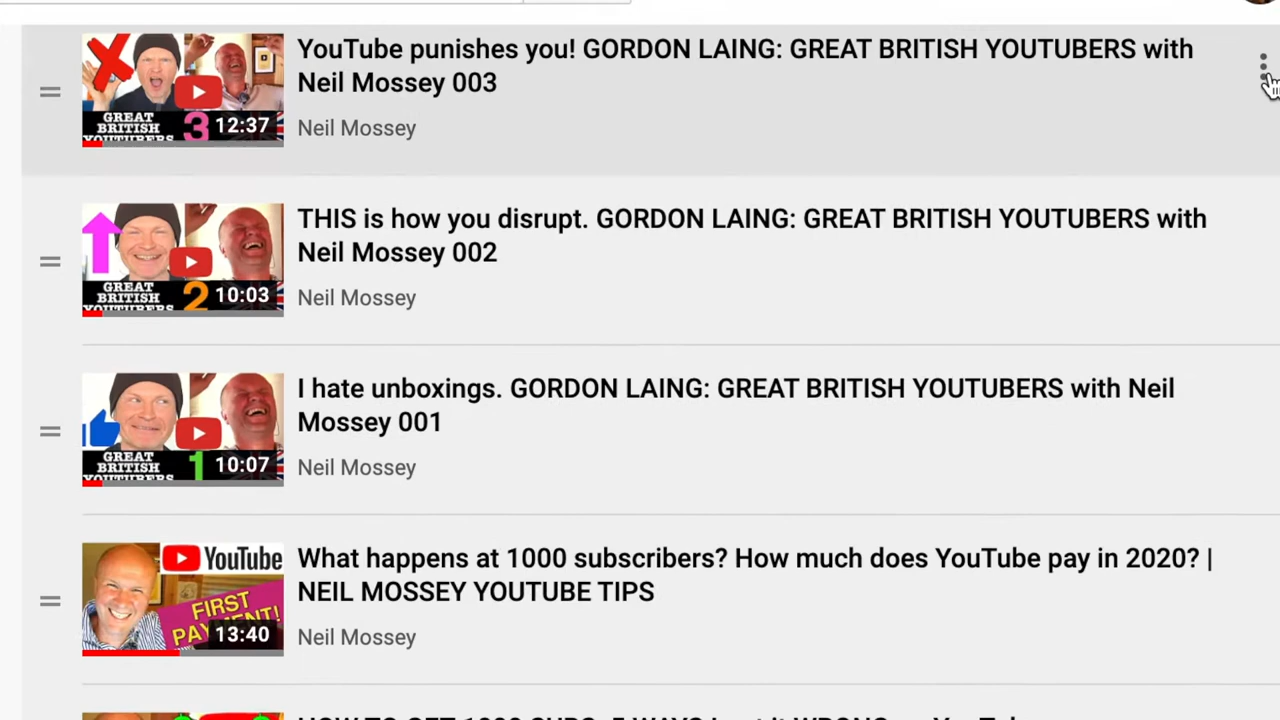 YouTube punishes you! GORDON LAING: GREAT BRITISH YOUTUBERS with
Neil Mossey 003
Neil Mossey
GREAT
BRITISH
YOUTUBERS
3
12:37
THIS is how you disrupt. GORDON LAING: GREAT BRITISH YOUTUBERS with
Neil Mossey 002
Neil Mossey
GREAT
BRITISH
YOUTUBERS
2
10:03
I hate unboxings. GORDON LAING: GREAT BRITISH YOUTUBERS with Neil
Mossey 001
Neil Mossey
GREAT
BRITISH
YOUTUBERS
1
10:07
What happens at 1000 subscribers? How much does YouTube pay in 2020? |
NEIL MOSSEY YOUTUBE TIPS
Neil Mossey
YouTube
FIRST
PAYMENT!
13:40